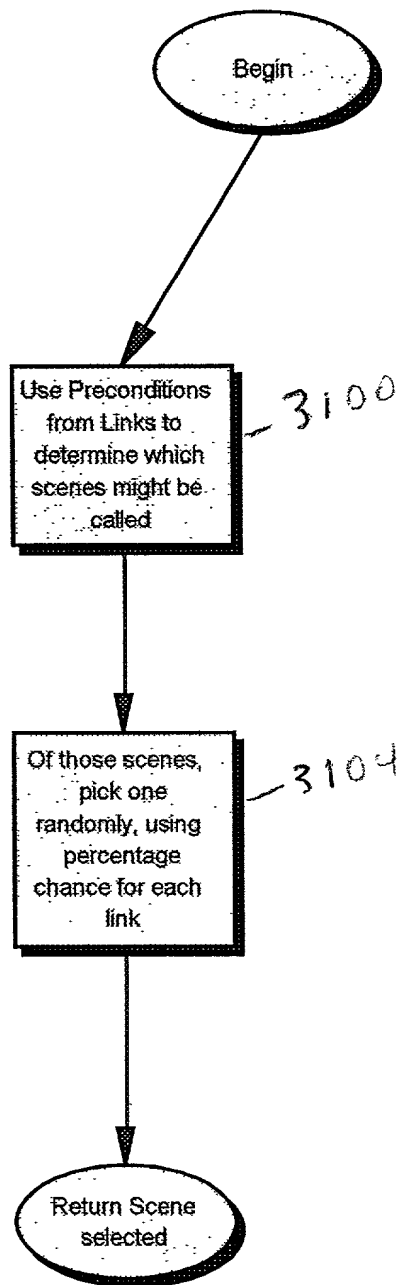 Begin
Use Preconditions
from Links to
determine which
scenes might be
called
3100
Of those scenes,
pick one
randomly, using
percentage
chance for each
link
3104
Return Scene
selected